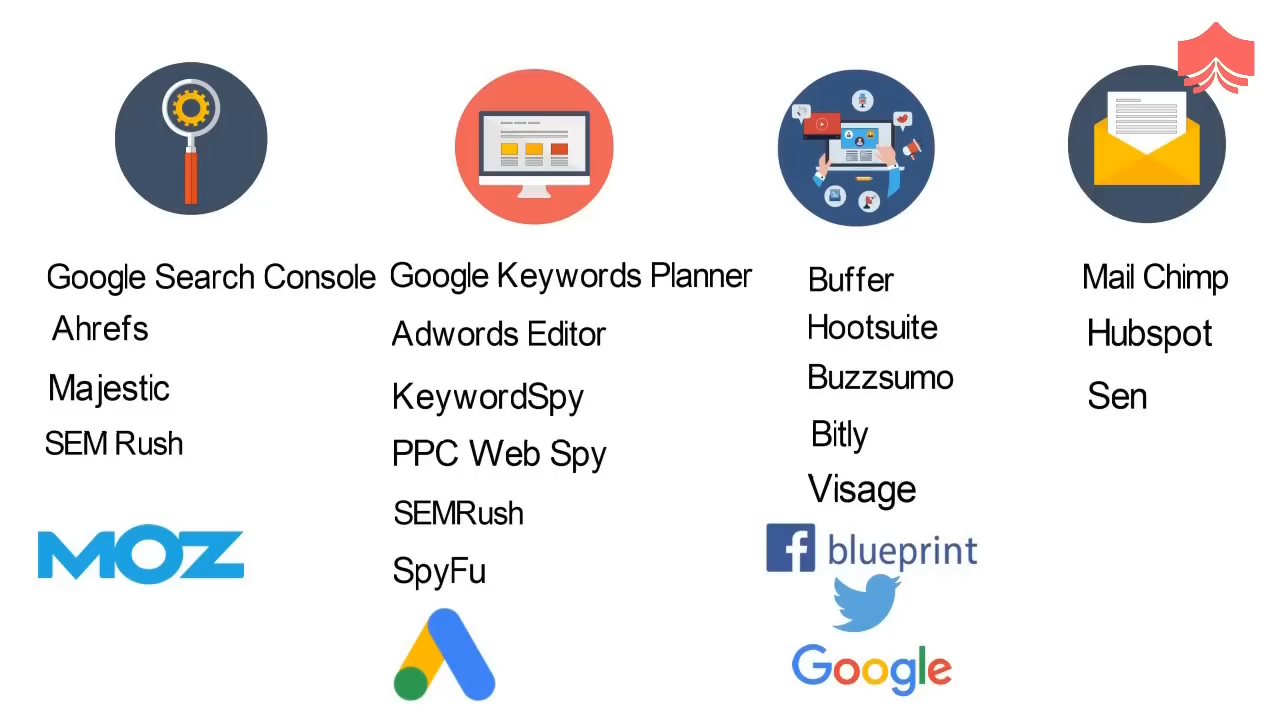 Google Search Console
Ahrefs
Majestic
SEM Rush
MOZ
Google Keywords Planner
Adwords Editor
KeywordSpy
PPC Web Spy
SEMRush
SpyFu
Buffer
Hootsuite
Buzzsumo
Bitly
Visage
f blueprint
Google
Mail Chimp
Hubspot
Sen